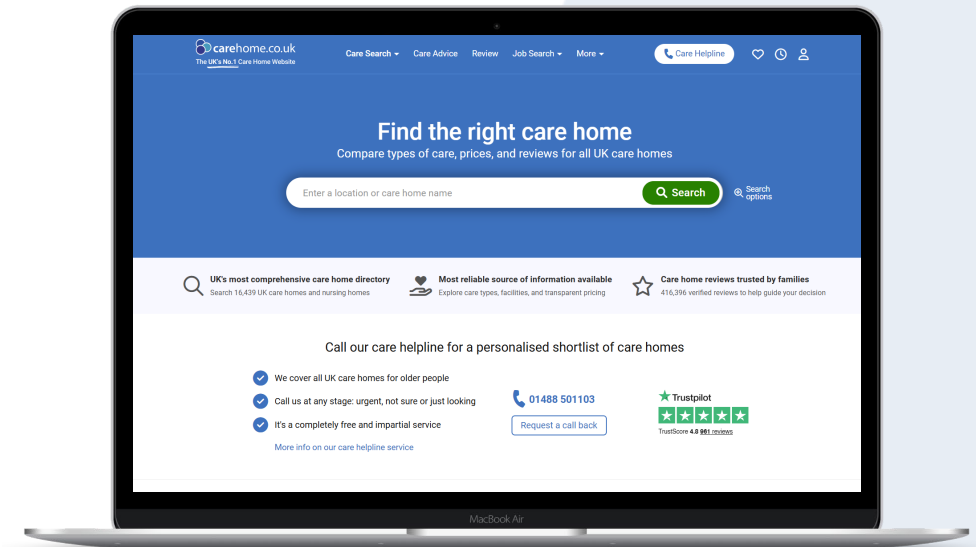 carehome.co.uk
The UK's No.1 Care Home Website
Care Search
Care Advice
Review
Job Search
More
Care Helpline
Find the right care home
Compare types of care, prices, and reviews for all UK care homes
Enter a location or care home name
Search
Search
options
UK's most comprehensive care home directory
Search 16,439 UK care homes and nursing homes
Most reliable source of information available
Explore care types, facilities, and transparent pricing
Care home reviews trusted by families
416,396 verified reviews to help guide your decision
Call our care helpline for a personalised shortlist of care homes
We cover all UK care homes for older people
Call us at any stage: urgent, not sure or just looking
It's a completely free and impartial service
More info on our care helpline service
01488 501103
Request a call back
Trustpilot
TrustScore 4.8 961 reviews
MacBook Air